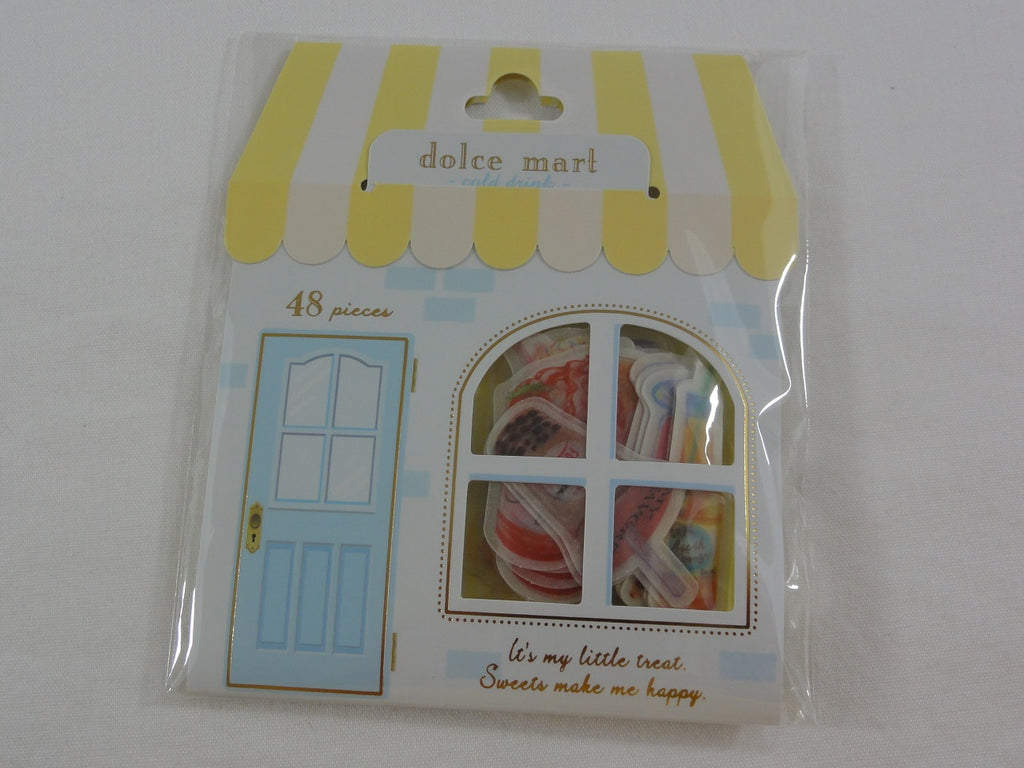 dolce mart
- cold drink -
48 pieces
It's my little treat.
Sweets make me happy.